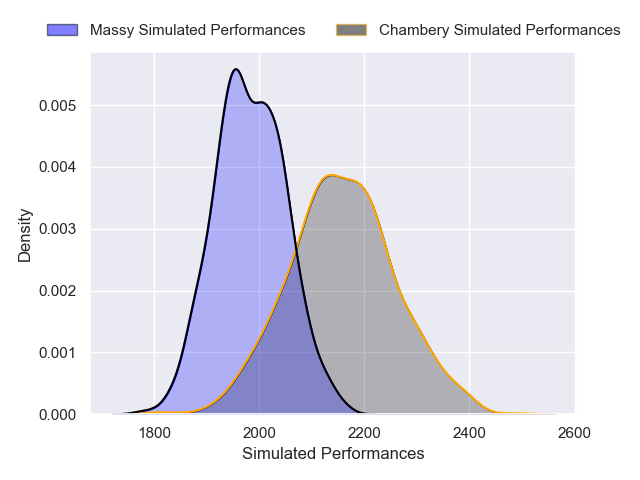 Massy Simulated Performances Chambery Simulated Performances
0.005
0.004
0.003
0.002
0.001
0.000
Density
1800 2000 2200 2400 2600
Simulated Performances